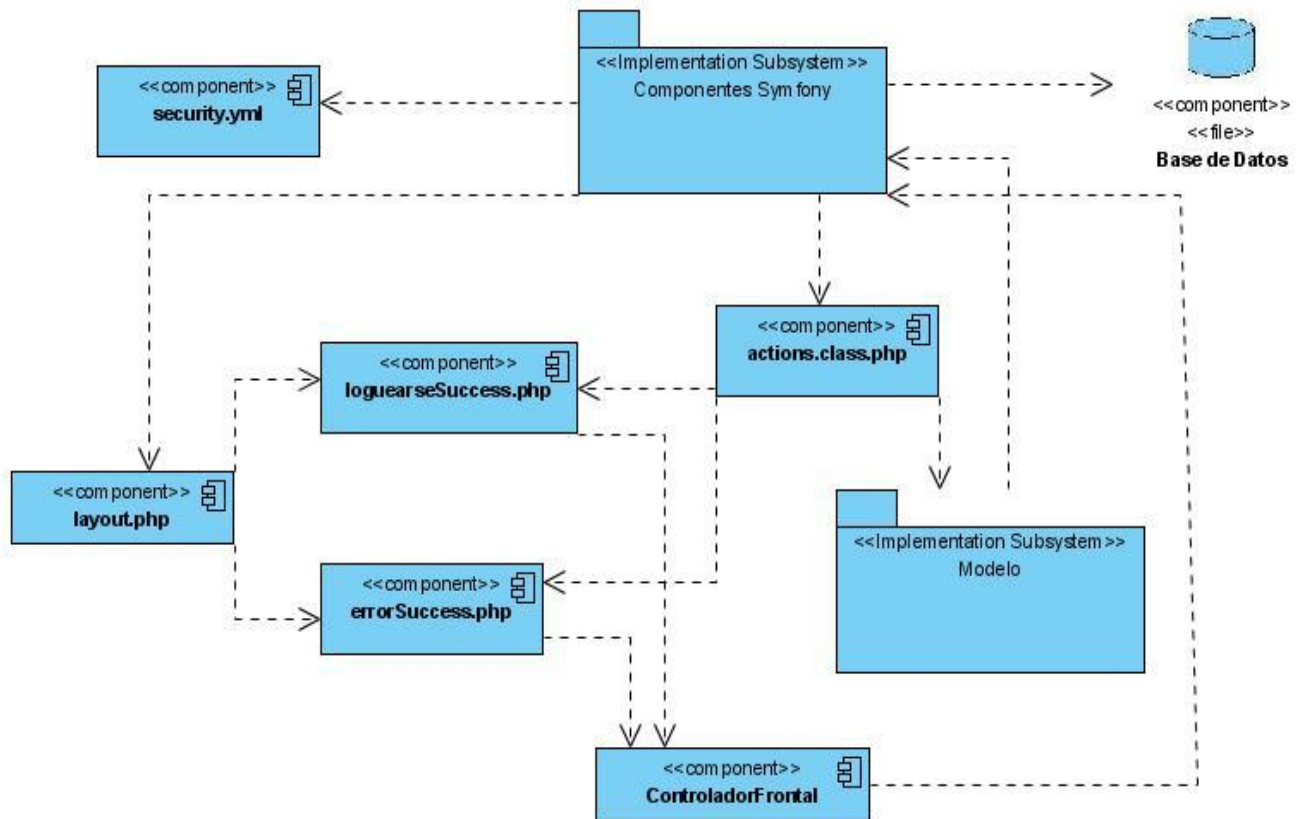 <<Implementation Subsystem>>
Componentes Symfony
<<component>>
security.yml
<<component>>
<<file>>
Base de Datos
<<component>>
actions.class.php
<<component>>
loguearseSuccess.php
<<component>>
layout.php
<<Implementation Subsystem>>
Modelo
<<component>>
errorSuccess.php
<<component>>
ControladorFrontal